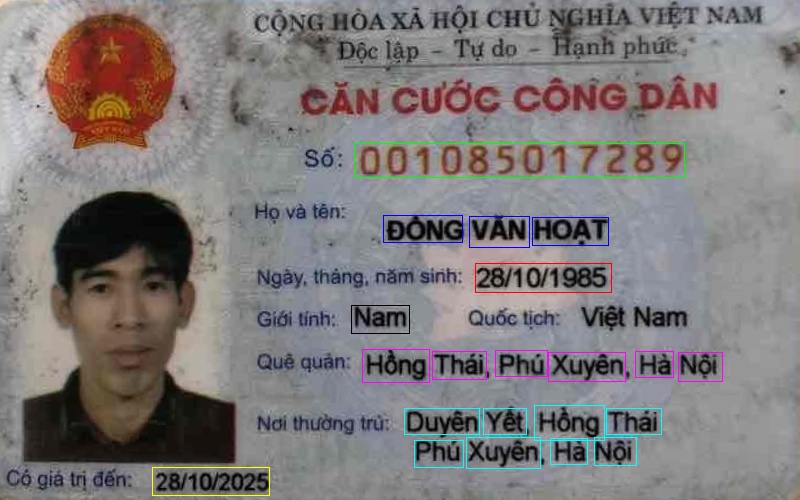 CỘNG HÒA XÃ HỘI CHỦ NGHĨA VIỆT NAM
Độc lập - Tự do - Hạnh phúc
CĂN CƯỚC CÔNG DÂN
Số: 001085017289
Họ và tên:
ĐỒNG VĂN HOẠT
Ngày, tháng, năm sinh: 28/10/1985
Giới tính: Nam Quốc tịch: Việt Nam
Quê quán: Hồng Thái, Phú Xuyên, Hà Nội
Nơi thường trú: Duyên Yết, Hồng Thái
Phú Xuyên, Hà Nội
Có giá trị đến: 28/10/2025